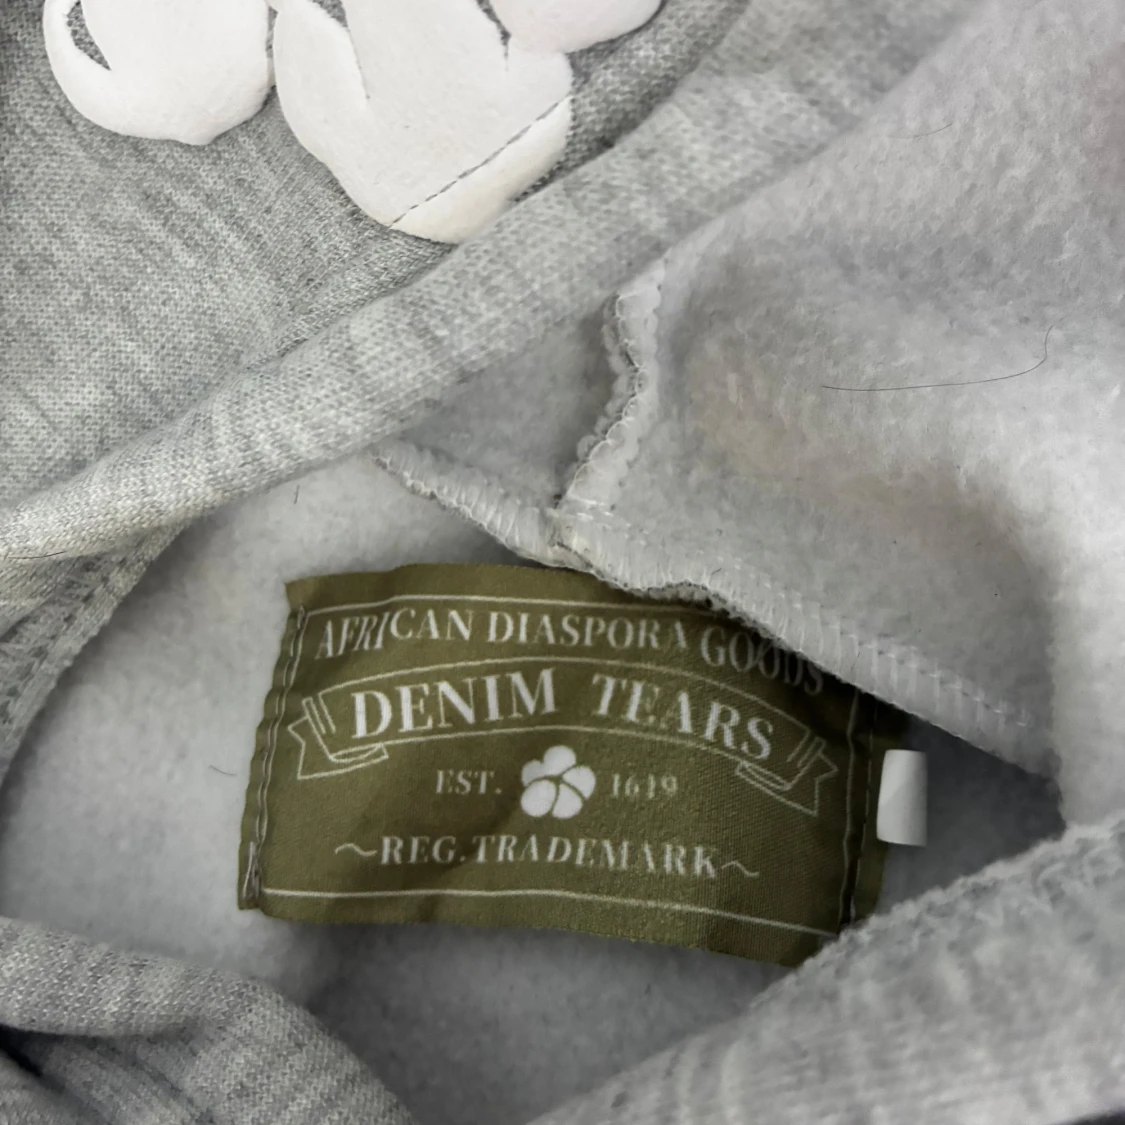 AFRICAN DIASPORA GOODS
DENIM TEARS
EST. 1619
~REG. TRADEMARK~